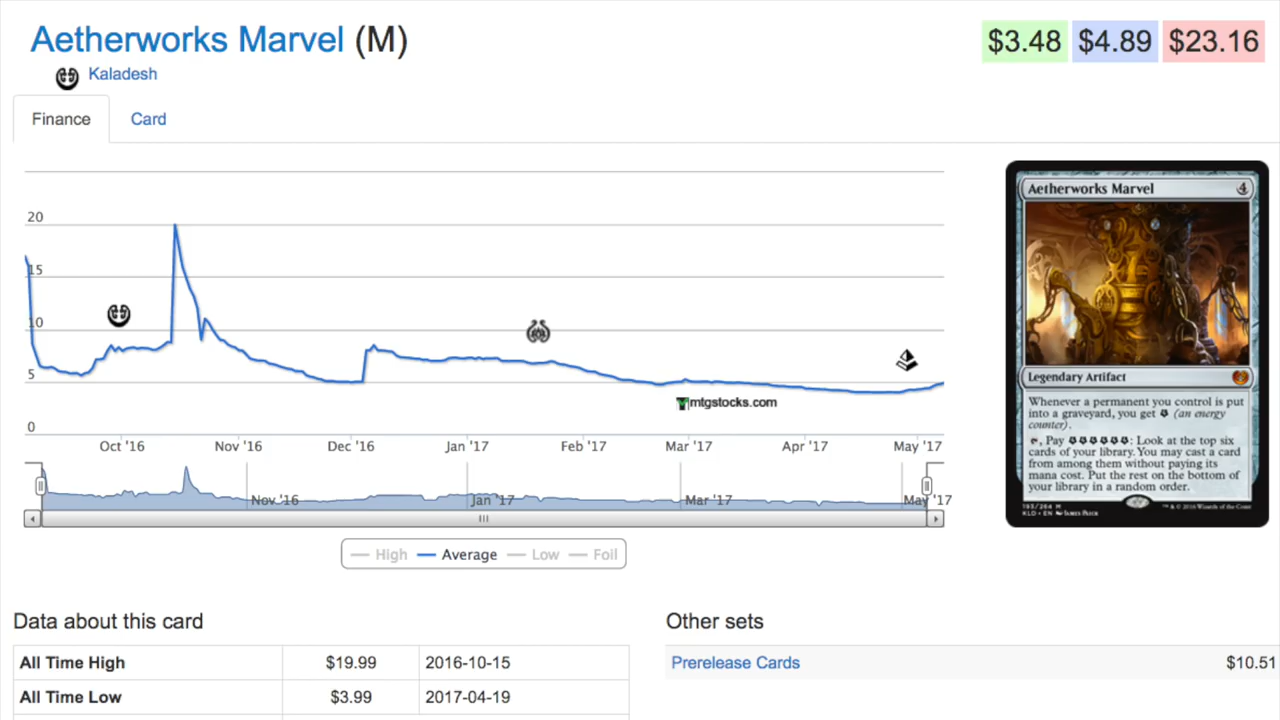 Aetherworks Marvel (M)
$3.48 $4.89 $23.16
Kaladesh
Finance Card
20
15
10
5
0
mtgstocks.com
Oct '16 Nov '16 Dec '16 Jan '17 Feb '17 Mar '17 Apr '17 May '17
Nov '16 Jan '17 Mar '17 May '17
High Average Low Foil
Aetherworks Marvel 4
Legendary Artifact
Whenever a permanent you control is put
into a graveyard, you get (an energy
counter).
, Pay : Look at the top six
cards of your library. You may cast a card
from among them without paying its
mana cost. Put the rest on the bottom of
your library in a random order.
193/264 M
KLD • EN
Data about this card
All Time High $19.99 2016-10-15
All Time Low $3.99 2017-04-19
Other sets
Prerelease Cards $10.51